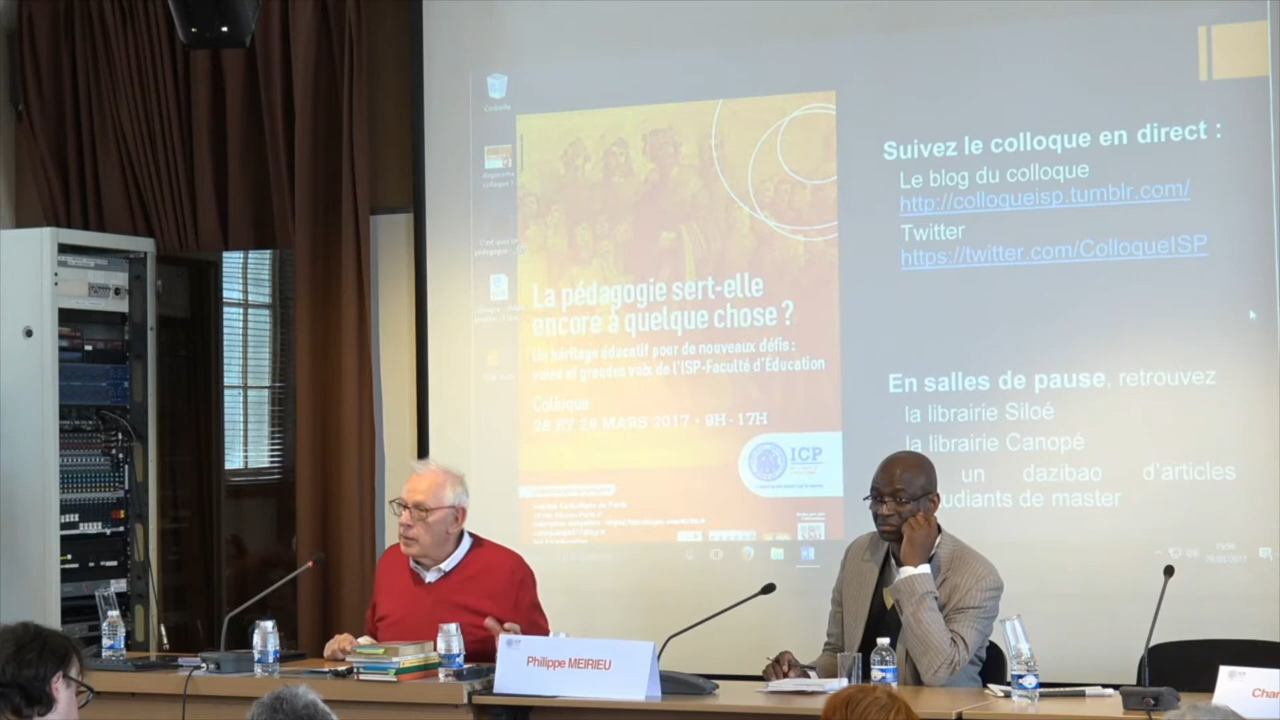 Corbeille
La pédagogie sert-elle
encore à quelque chose ?
Un héritage éducatif pour de nouveaux défis :
voies et grandes voix de l'ISP-Faculté d'Éducation
Colloque
28 ET 29 MARS 2017 • 9H-17H
ICP
Suivez le colloque en direct :
Le blog du colloque
http://colloqueisp.tumblr.com/
Twitter
https://twitter.com/ColloqueISP
En salles de pause, retrouvez
la librairie Siloé
la librairie Canopé
un dazibao d'articles
udiants de master
Philippe MEIRIEU
Char